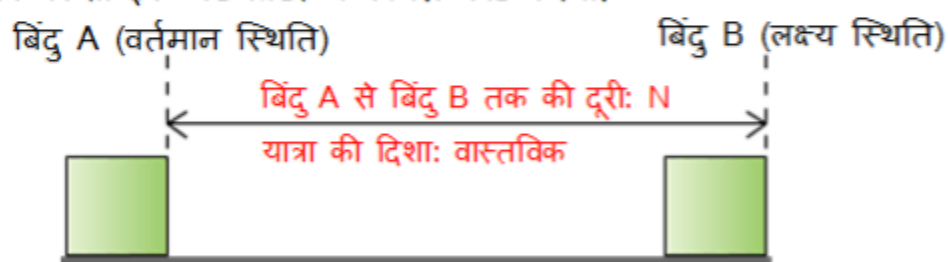 बिंदु A (वर्तमान स्थिति)
बिंदु B (लक्ष्य स्थिति)
बिंदु A से बिंदु B तक की दूरी: N
यात्रा की दिशा: वास्तविक